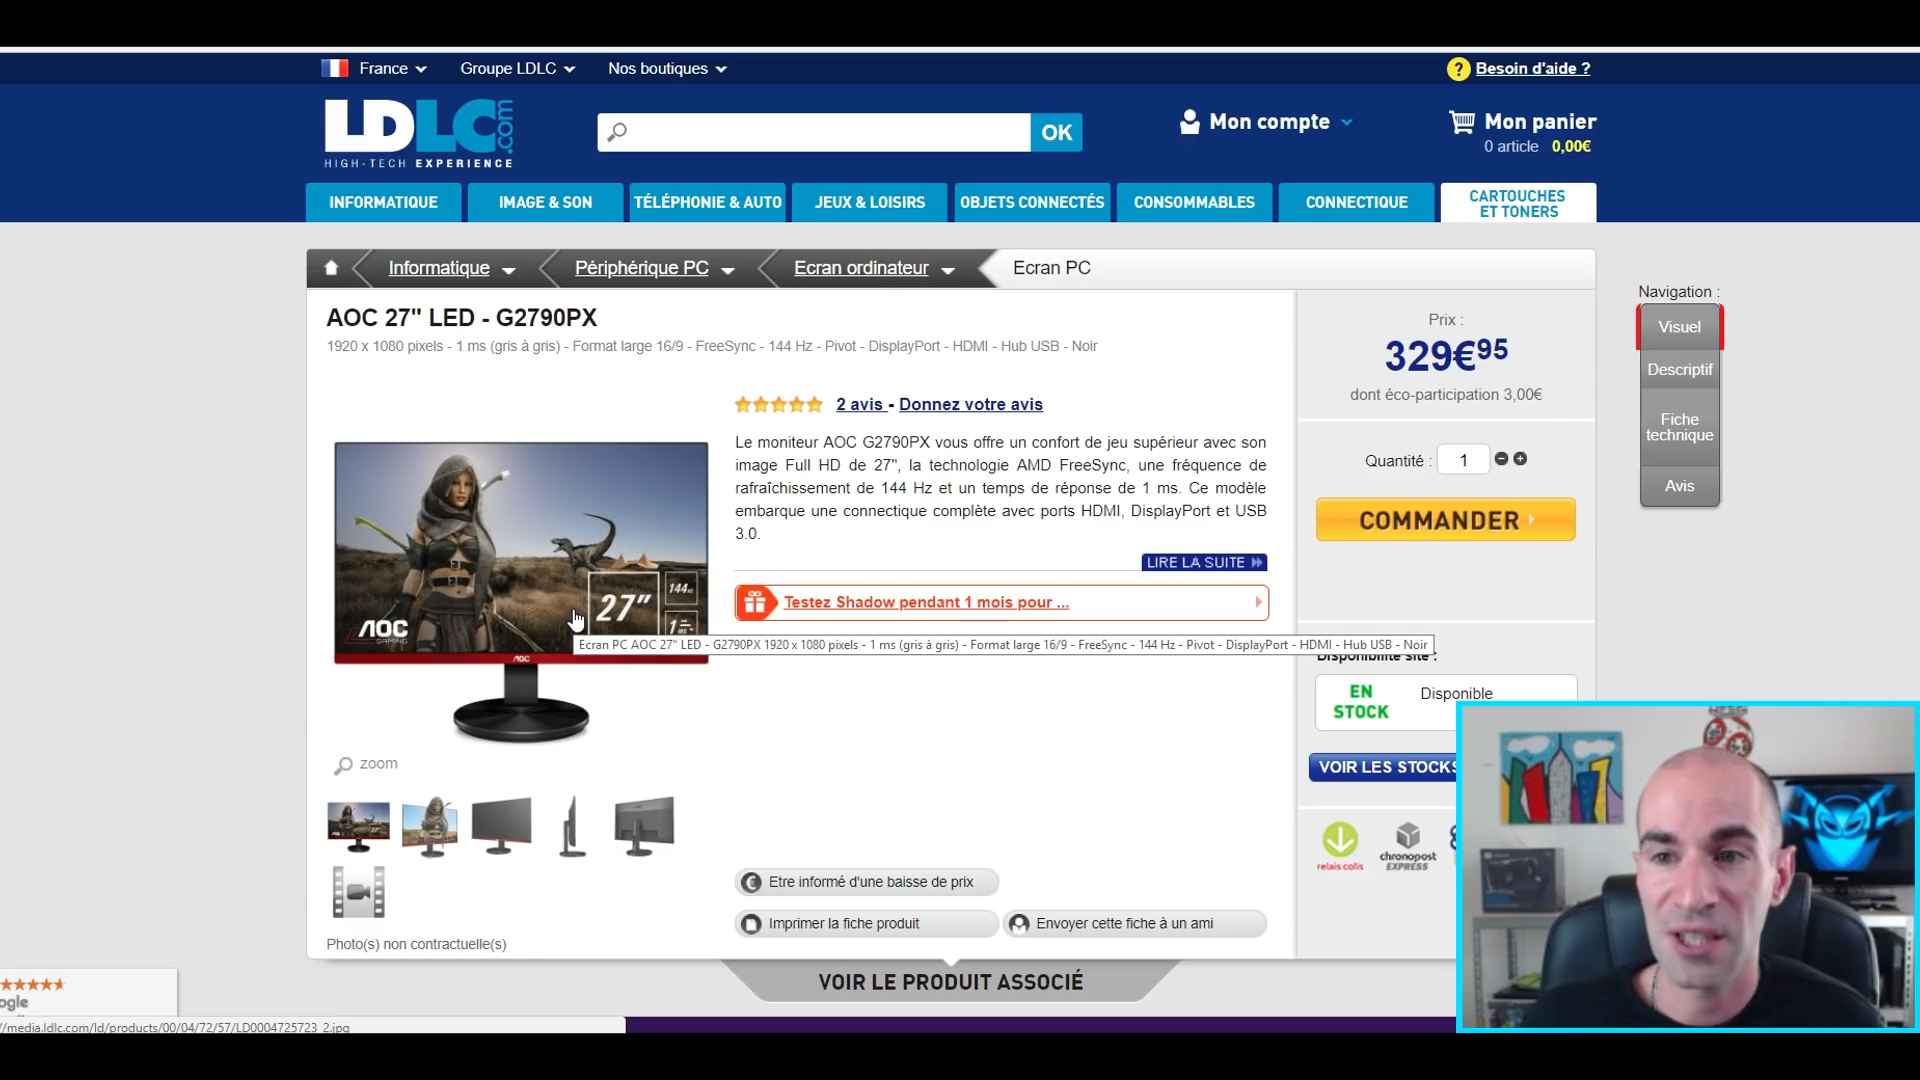 France
Groupe LDLC
Nos boutiques
? Besoin d'aide ?
LDLC.com
HIGH-TECH EXPERIENCE
OK
Mon compte
Mon panier
0 article 0,00€
INFORMATIQUE
IMAGE & SON
TÉLÉPHONIE & AUTO
JEUX & LOISIRS
OBJETS CONNECTÉS
CONSOMMABLES
CONNECTIQUE
CARTOUCHES
ET TONERS
Informatique
Périphérique PC
Ecran ordinateur
Ecran PC
Navigation :
Visuel
Descriptif
Fiche
technique
Avis
AOC 27" LED - G2790PX
1920 x 1080 pixels - 1 ms (gris à gris) - Format large 16/9 - FreeSync - 144 Hz - Pivot - DisplayPort - HDMI - Hub USB - Noir
Prix :
329€95
dont éco-participation 3,00€
2 avis - Donnez votre avis
Le moniteur AOC G2790PX vous offre un confort de jeu supérieur avec son
image Full HD de 27", la technologie AMD FreeSync, une fréquence de
rafraîchissement de 144 Hz et un temps de réponse de 1 ms. Ce modèle
embarque une connectique complète avec ports HDMI, DisplayPort et USB
3.0.
Quantité : 1
COMMANDER
LIRE LA SUITE
Testez Shadow pendant 1 mois pour ...
27"
144Hz
1
AOC
GAMING
Ecran PC AOC 27" LED - G2790PX 1920 x 1080 pixels - 1 ms (gris à gris) - Format large 16/9 - FreeSync - 144 Hz - Pivot - DisplayPort - HDMI - Hub USB - Noir
Disponibilité site :
AOC
EN
STOCK
Disponible
VOIR LES STOCKS
zoom
relais colis
chronopost
EXPRESS
Etre informé d'une baisse de prix
Imprimer la fiche produit
Envoyer cette fiche à un ami
Photo(s) non contractuelle(s)
VOIR LE PRODUIT ASSOCIÉ
ogle
/media.ldlc.com/ld/products/00/04/72/57/LD0004725723_2.jpg